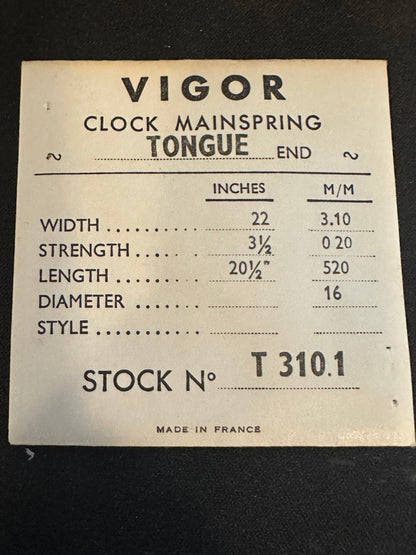 VIGOR
CLOCK MAINSPRING
~ TONGUE END ~
INCHES M/M
WIDTH .......... 22 3.10
STRENGTH ...... 3½ 0 20
LENGTH ........ 20½" 520
DIAMETER ...... 16
STYLE ..........
STOCK Nº T 310.1
MADE IN FRANCE